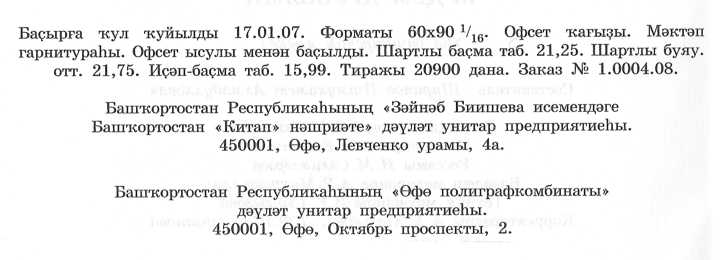 Баҫырға ҡул ҡуйылды 17.01.07. Форматы 60х90 1/16. Офсет ҡағыҙы. Мәктәп
гарнитураһы. Офсет ысулы менән баҫылды. Шартлы баҫма таб. 21,25. Шартлы буяу.
отт. 21,75. Иҫәп-баҫма таб. 15,99. Тиражы 20900 дана. Заказ № 1.0004.08.
Башҡортостан Республикаһының «Зәйнәб Биишева исемендәге
Башҡортостан «Китап» нәшриәте» дәүләт унитар предприятиеһы.
450001, Өфө, Левченко урамы, 4а.
Башҡортостан Республикаһының «Өфө полиграфкомбинаты»
дәүләт унитар предприятиеһы.
450001, Өфө, Октябрь проспекты, 2.